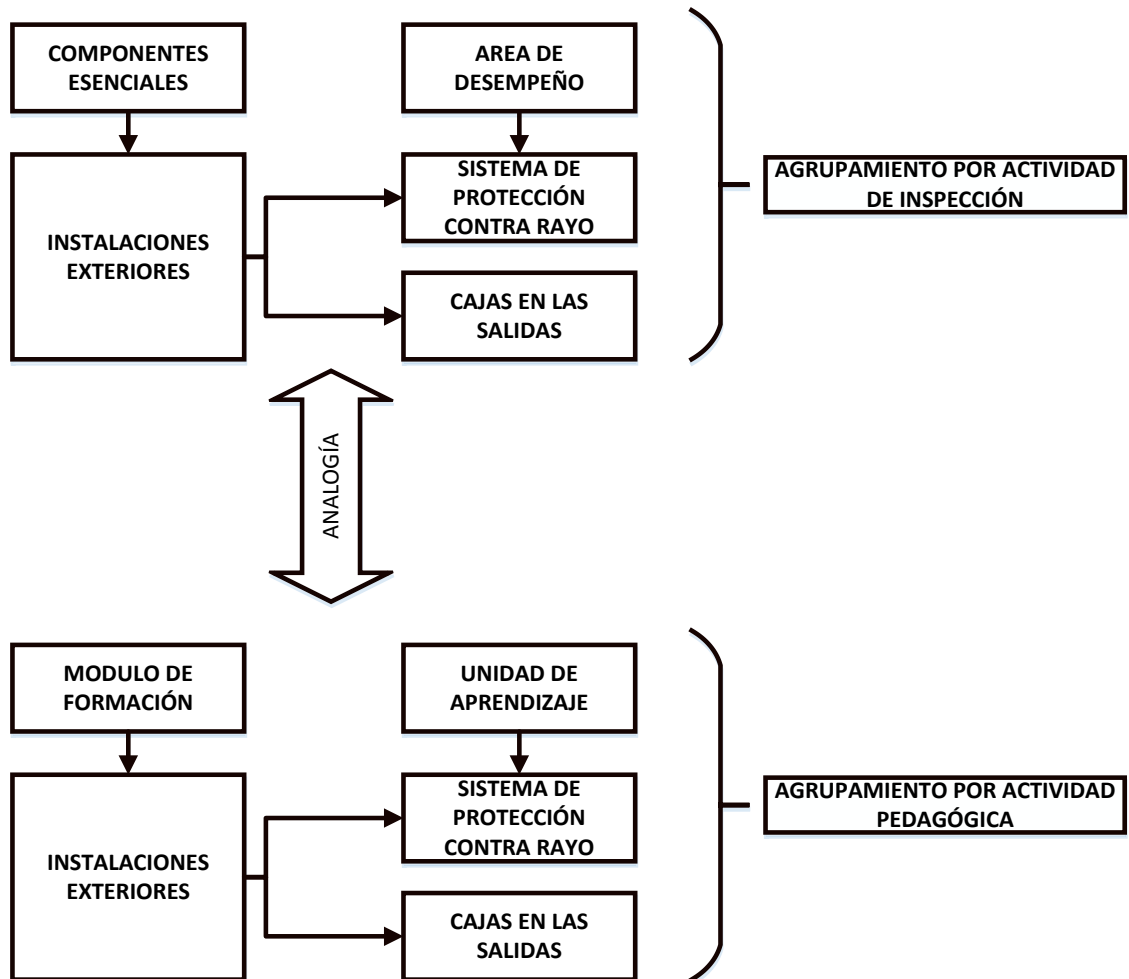 COMPONENTES
ESENCIALES
AREA DE
DESEMPEÑO
INSTALACIONES
EXTERIORES
SISTEMA DE
PROTECCIÓN
CONTRA RAYO
CAJAS EN LAS
SALIDAS
AGRUPAMIENTO POR ACTIVIDAD
DE INSPECCIÓN
ANALOGÍA
MODULO DE
FORMACIÓN
UNIDAD DE
APRENDIZAJE
INSTALACIONES
EXTERIORES
SISTEMA DE
PROTECCIÓN
CONTRA RAYO
CAJAS EN LAS
SALIDAS
AGRUPAMIENTO POR ACTIVIDAD
PEDAGÓGICA